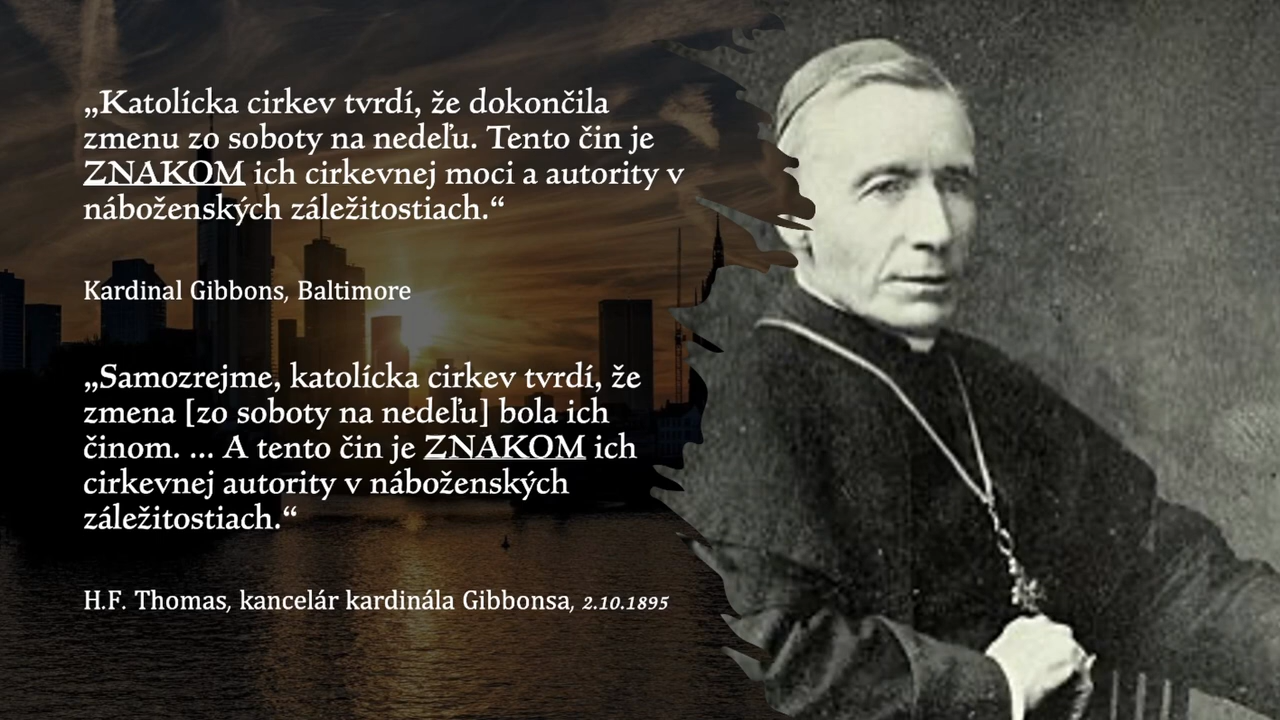 „Katolícka cirkev tvrdí, že dokončila
zmenu zo soboty na nedeľu. Tento čin je
ZNAKOM ich cirkevnej moci a autority v
náboženských záležitostiach.“
Kardinal Gibbons, Baltimore
„Samozrejme, katolícka cirkev tvrdí, že
zmena [zo soboty na nedeľu] bola ich
činom. ... A tento čin je ZNAKOM ich
cirkevnej autority v náboženských
záležitostiach.“
H.F. Thomas, kancelár kardinála Gibbonsa, 2.10.1895